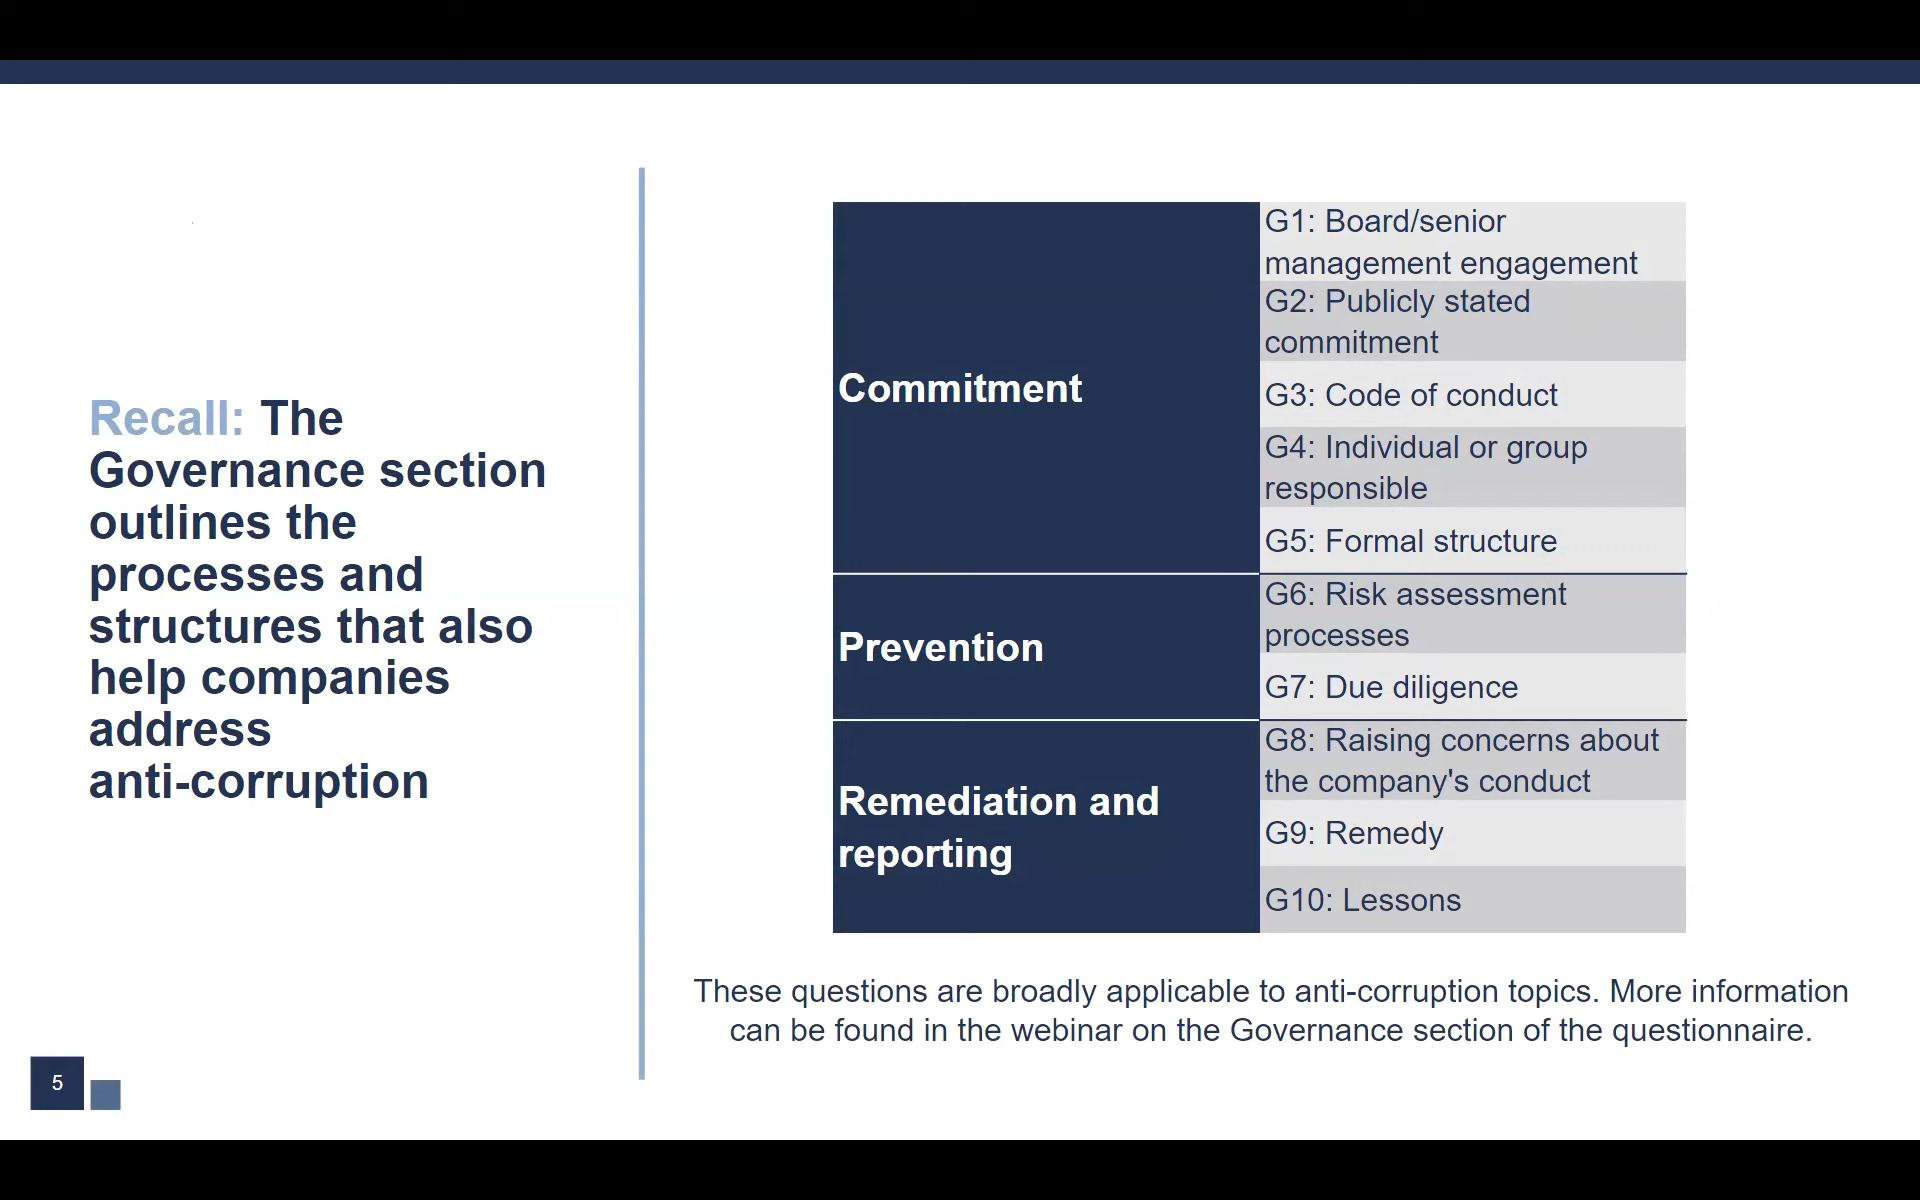 Recall: The
Governance section
outlines the
processes and
structures that also
help companies
address
anti-corruption
Commitment
G1: Board/senior
management engagement
G2: Publicly stated
commitment
G3: Code of conduct
G4: Individual or group
responsible
G5: Formal structure
Prevention
G6: Risk assessment
processes
G7: Due diligence
Remediation and
reporting
G8: Raising concerns about
the company's conduct
G9: Remedy
G10: Lessons
These questions are broadly applicable to anti-corruption topics. More information
can be found in the webinar on the Governance section of the questionnaire.
5